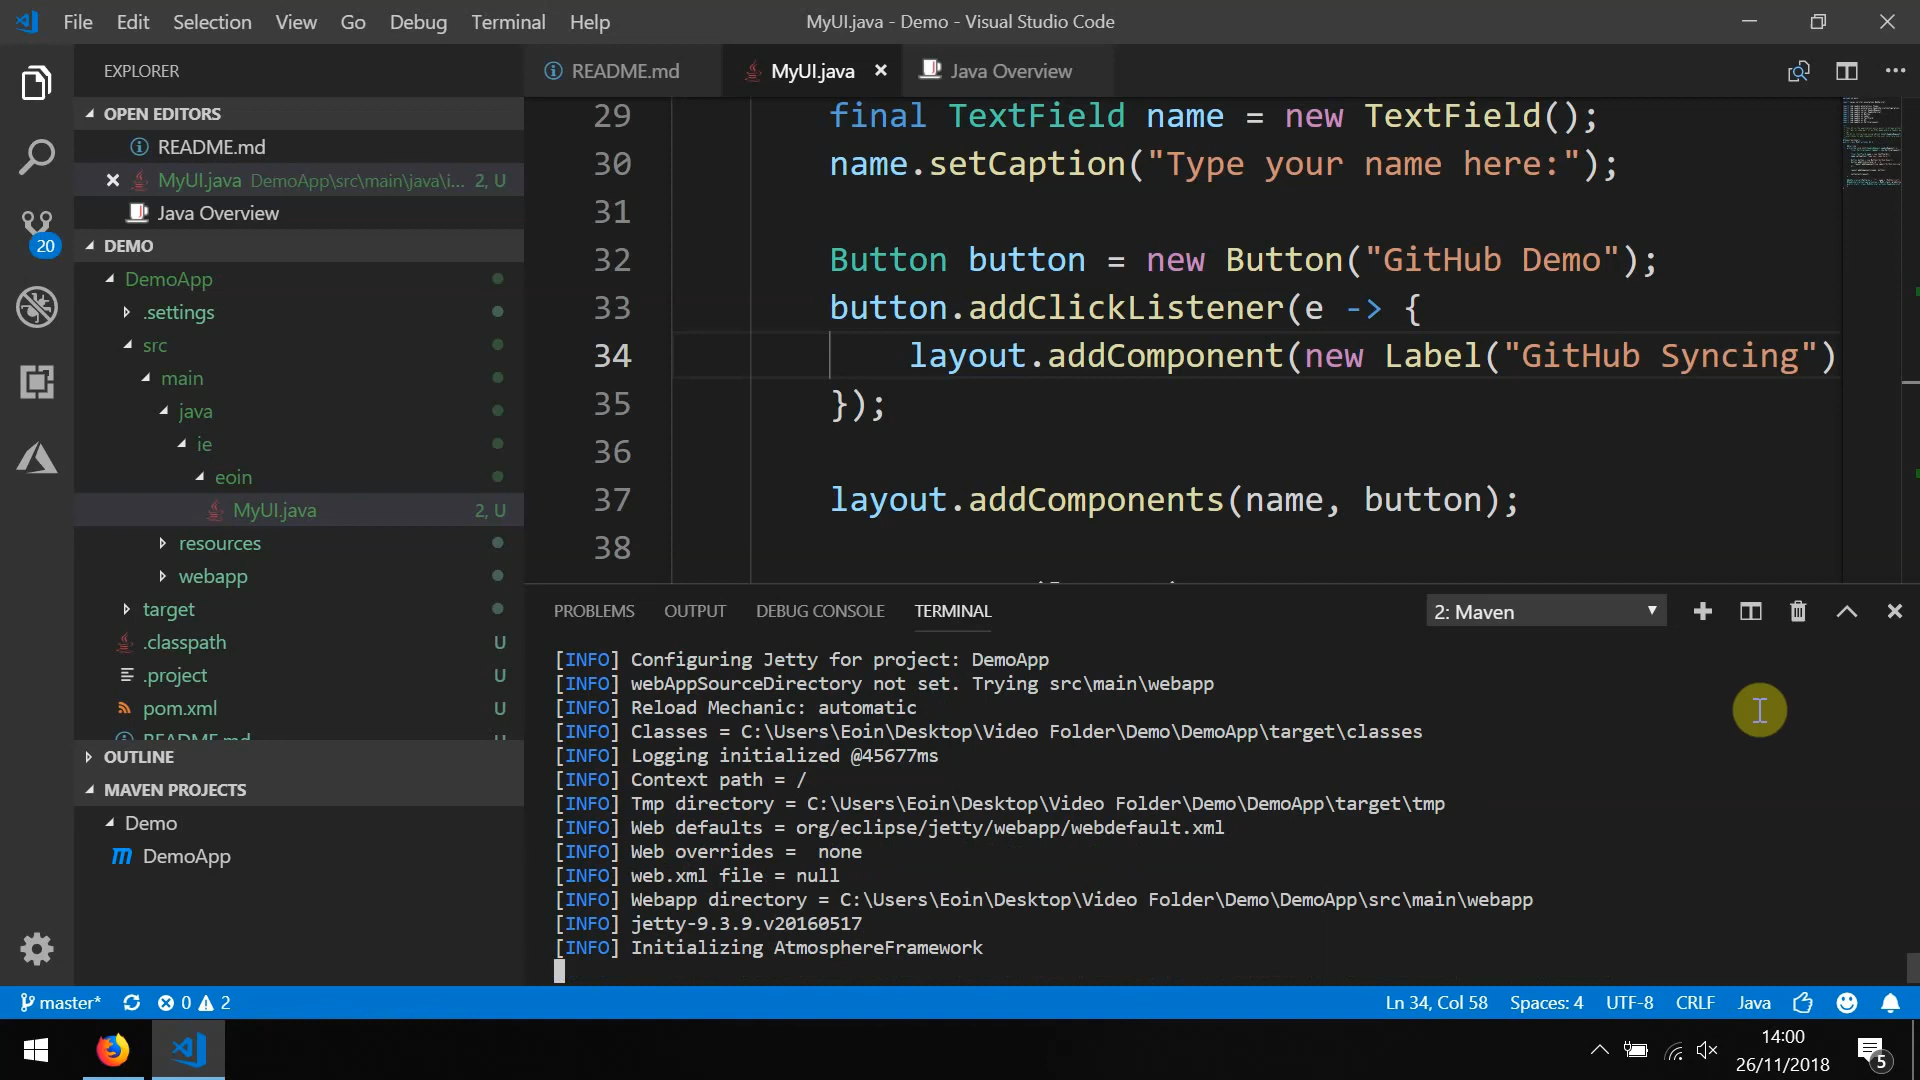 File Edit Selection View Go Debug Terminal Help
MyUI.java - Demo - Visual Studio Code
EXPLORER
OPEN EDITORS
README.md
MyUI.java DemoApp\src\main\java\i... 2, U
Java Overview
DEMO
DemoApp
.settings
src
main
java
ie
eoin
MyUI.java 2, U
resources
webapp
target
.classpath U
.project U
pom.xml U
README.md U
OUTLINE
MAVEN PROJECTS
Demo
DemoApp
20
README.md MyUI.java Java Overview
29 final TextField name = new TextField();
30 name.setCaption("Type your name here:");
31
32 Button button = new Button("GitHub Demo");
33 button.addClickListener(e -> {
34 layout.addComponent(new Label("GitHub Syncing")
35 });
36
37 layout.addComponents(name, button);
38
PROBLEMS OUTPUT DEBUG CONSOLE TERMINAL 2: Maven
[INFO] Configuring Jetty for project: DemoApp
[INFO] webAppSourceDirectory not set. Trying src\main\webapp
[INFO] Reload Mechanic: automatic
[INFO] Classes = C:\Users\Eoin\Desktop\Video Folder\Demo\DemoApp\target\classes
[INFO] Logging initialized @45677ms
[INFO] Context path = /
[INFO] Tmp directory = C:\Users\Eoin\Desktop\Video Folder\Demo\DemoApp\target\tmp
[INFO] Web defaults = org/eclipse/jetty/webapp/webdefault.xml
[INFO] Web overrides =  none
[INFO] web.xml file = null
[INFO] Webapp directory = C:\Users\Eoin\Desktop\Video Folder\Demo\DemoApp\src\main\webapp
[INFO] jetty-9.3.9.v20160517
[INFO] Initializing AtmosphereFramework
master* 0 2 Ln 34, Col 58 Spaces: 4 UTF-8 CRLF Java
14:00
26/11/2018
5